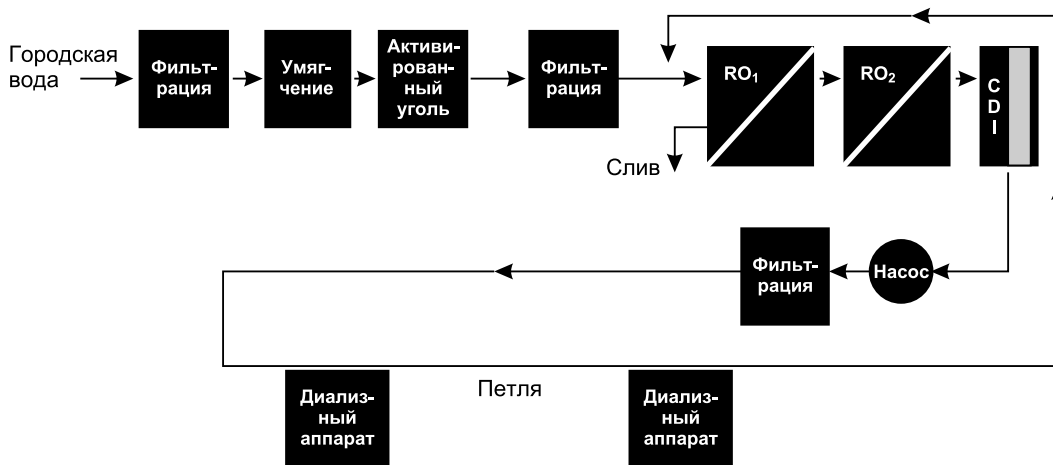 Городская
вода
Фильт-
рация
Умяг-
чение
Активи-
рован-
ный
уголь
Фильт-
рация
RO₁
RO₂
C
D
I
Слив
Насос
Фильт-
рация
Петля
Диализ-
ный
аппарат
Диализ-
ный
аппарат